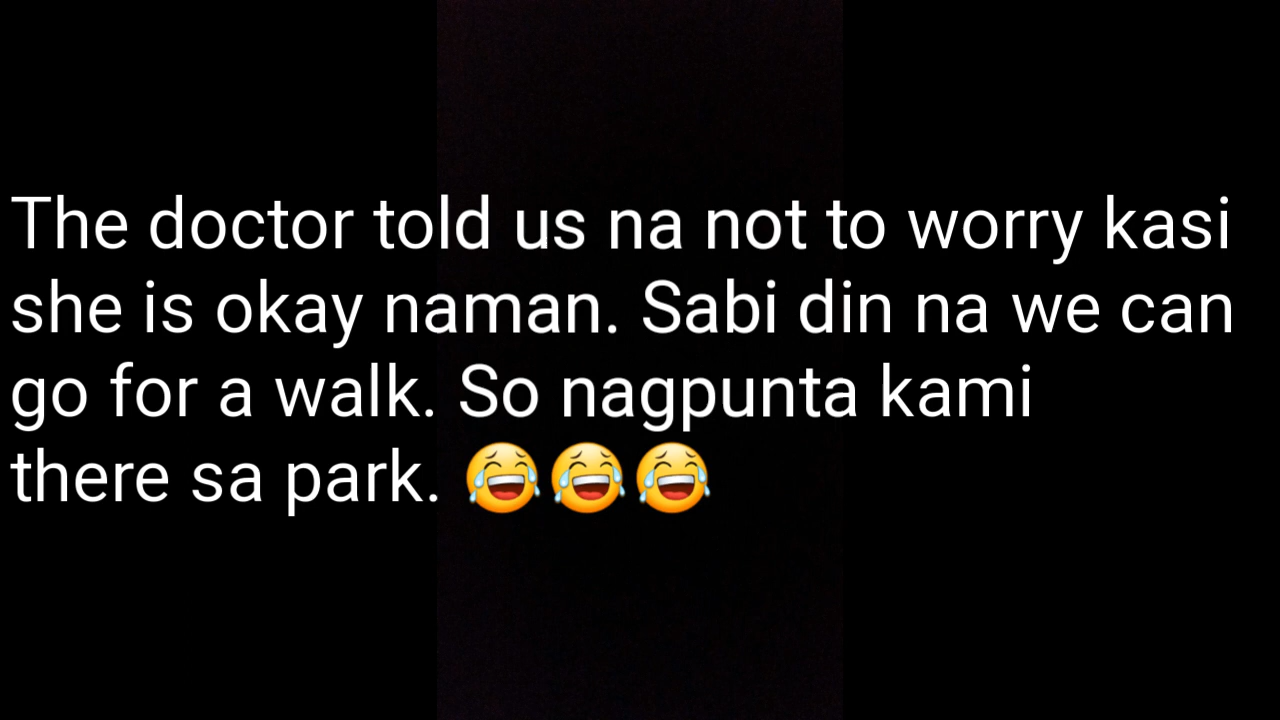 The doctor told us na not to worry kasi
she is okay naman. Sabi din na we can
go for a walk. So nagpunta kami
there sa park. 😂😂😂